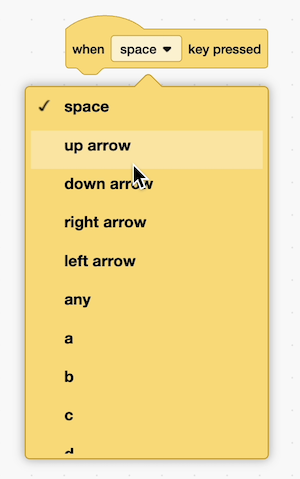 when space key pressed
✓ space
up arrow
down arrow
right arrow
left arrow
any
a
b
c
d